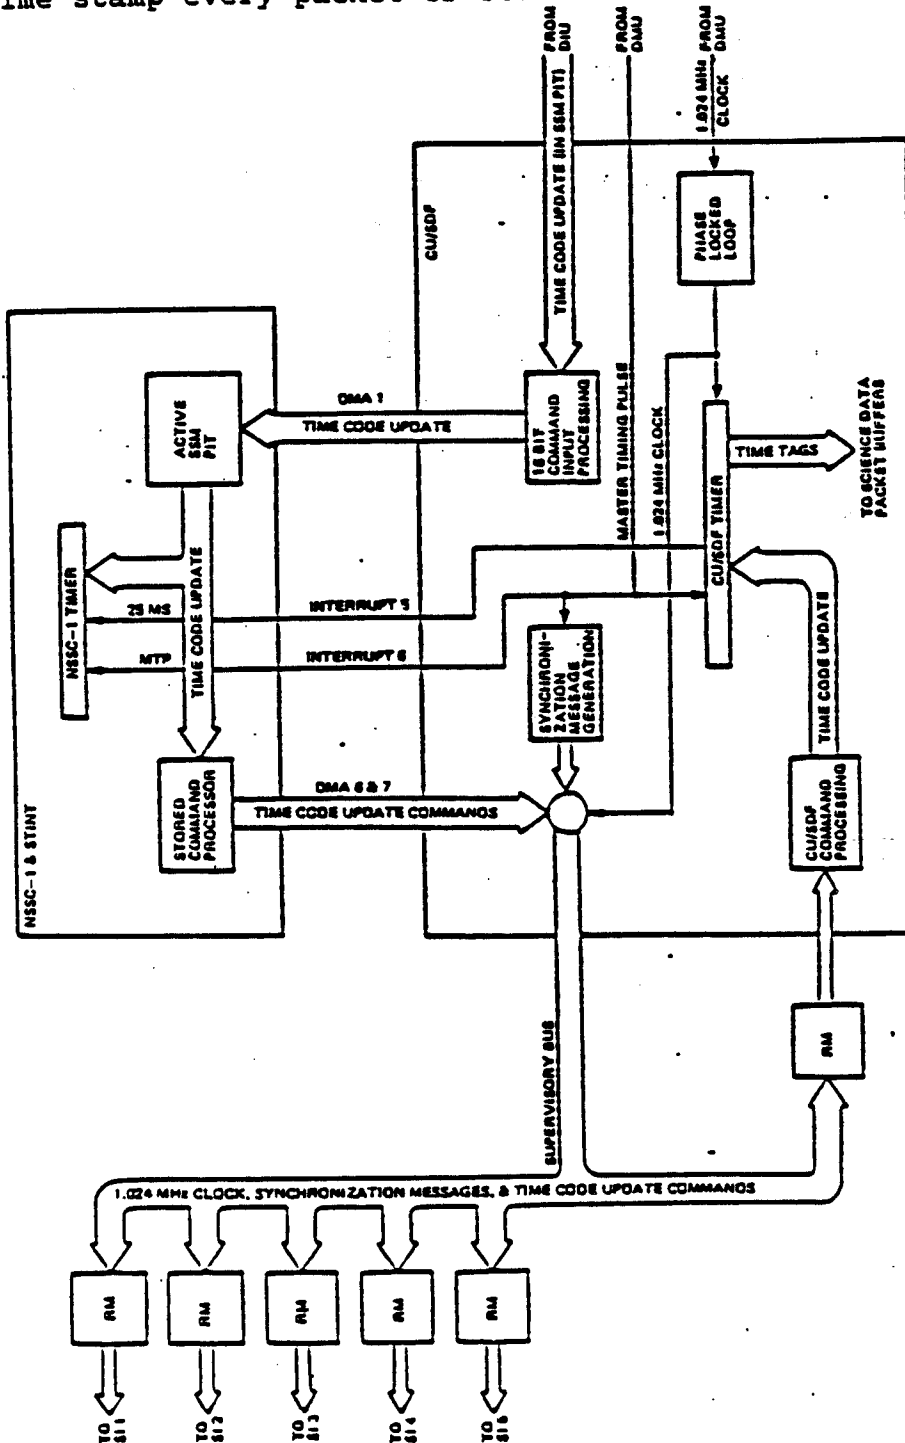 ime stamp every packet
FROM
DIU
FROM
DMU
FROM
DMU
1.024 MHz
CLOCK
TIME CODE UPDATE (IN SSM PIT)
CU/SDF
PHASE
LOCKED
LOOP
ACTIVE
SSM
PIT
DMA 1
TIME CODE UPDATE
16 BIT
COMMAND
INPUT
PROCESSING
MASTER TIMING PULSE
1.024 MHz CLOCK
CU/SDF TIMER
TIME TAGS
TO SCIENCE DATA
PACKET BUFFERS
NSSC-1 TIMER
25 MS
MTP
TIME CODE UPDATE
INTERRUPT 5
INTERRUPT 6
SYNCHRONI-
ZATION
MESSAGE
GENERATION
TIME CODE UPDATE
STORED
COMMAND
PROCESSOR
DMA 6 & 7
TIME CODE UPDATE COMMANDS
CU/SDF
COMMAND
PROCESSING
NSSC-1 & STINT
SUPERVISORY BUS
RM
1.024 MHz CLOCK, SYNCHRONIZATION MESSAGES, & TIME CODE UPDATE COMMANDS
RM
RM
RM
RM
RM
TO
SI 1
TO
SI 2
TO
SI 3
TO
SI 4
TO
SI 5